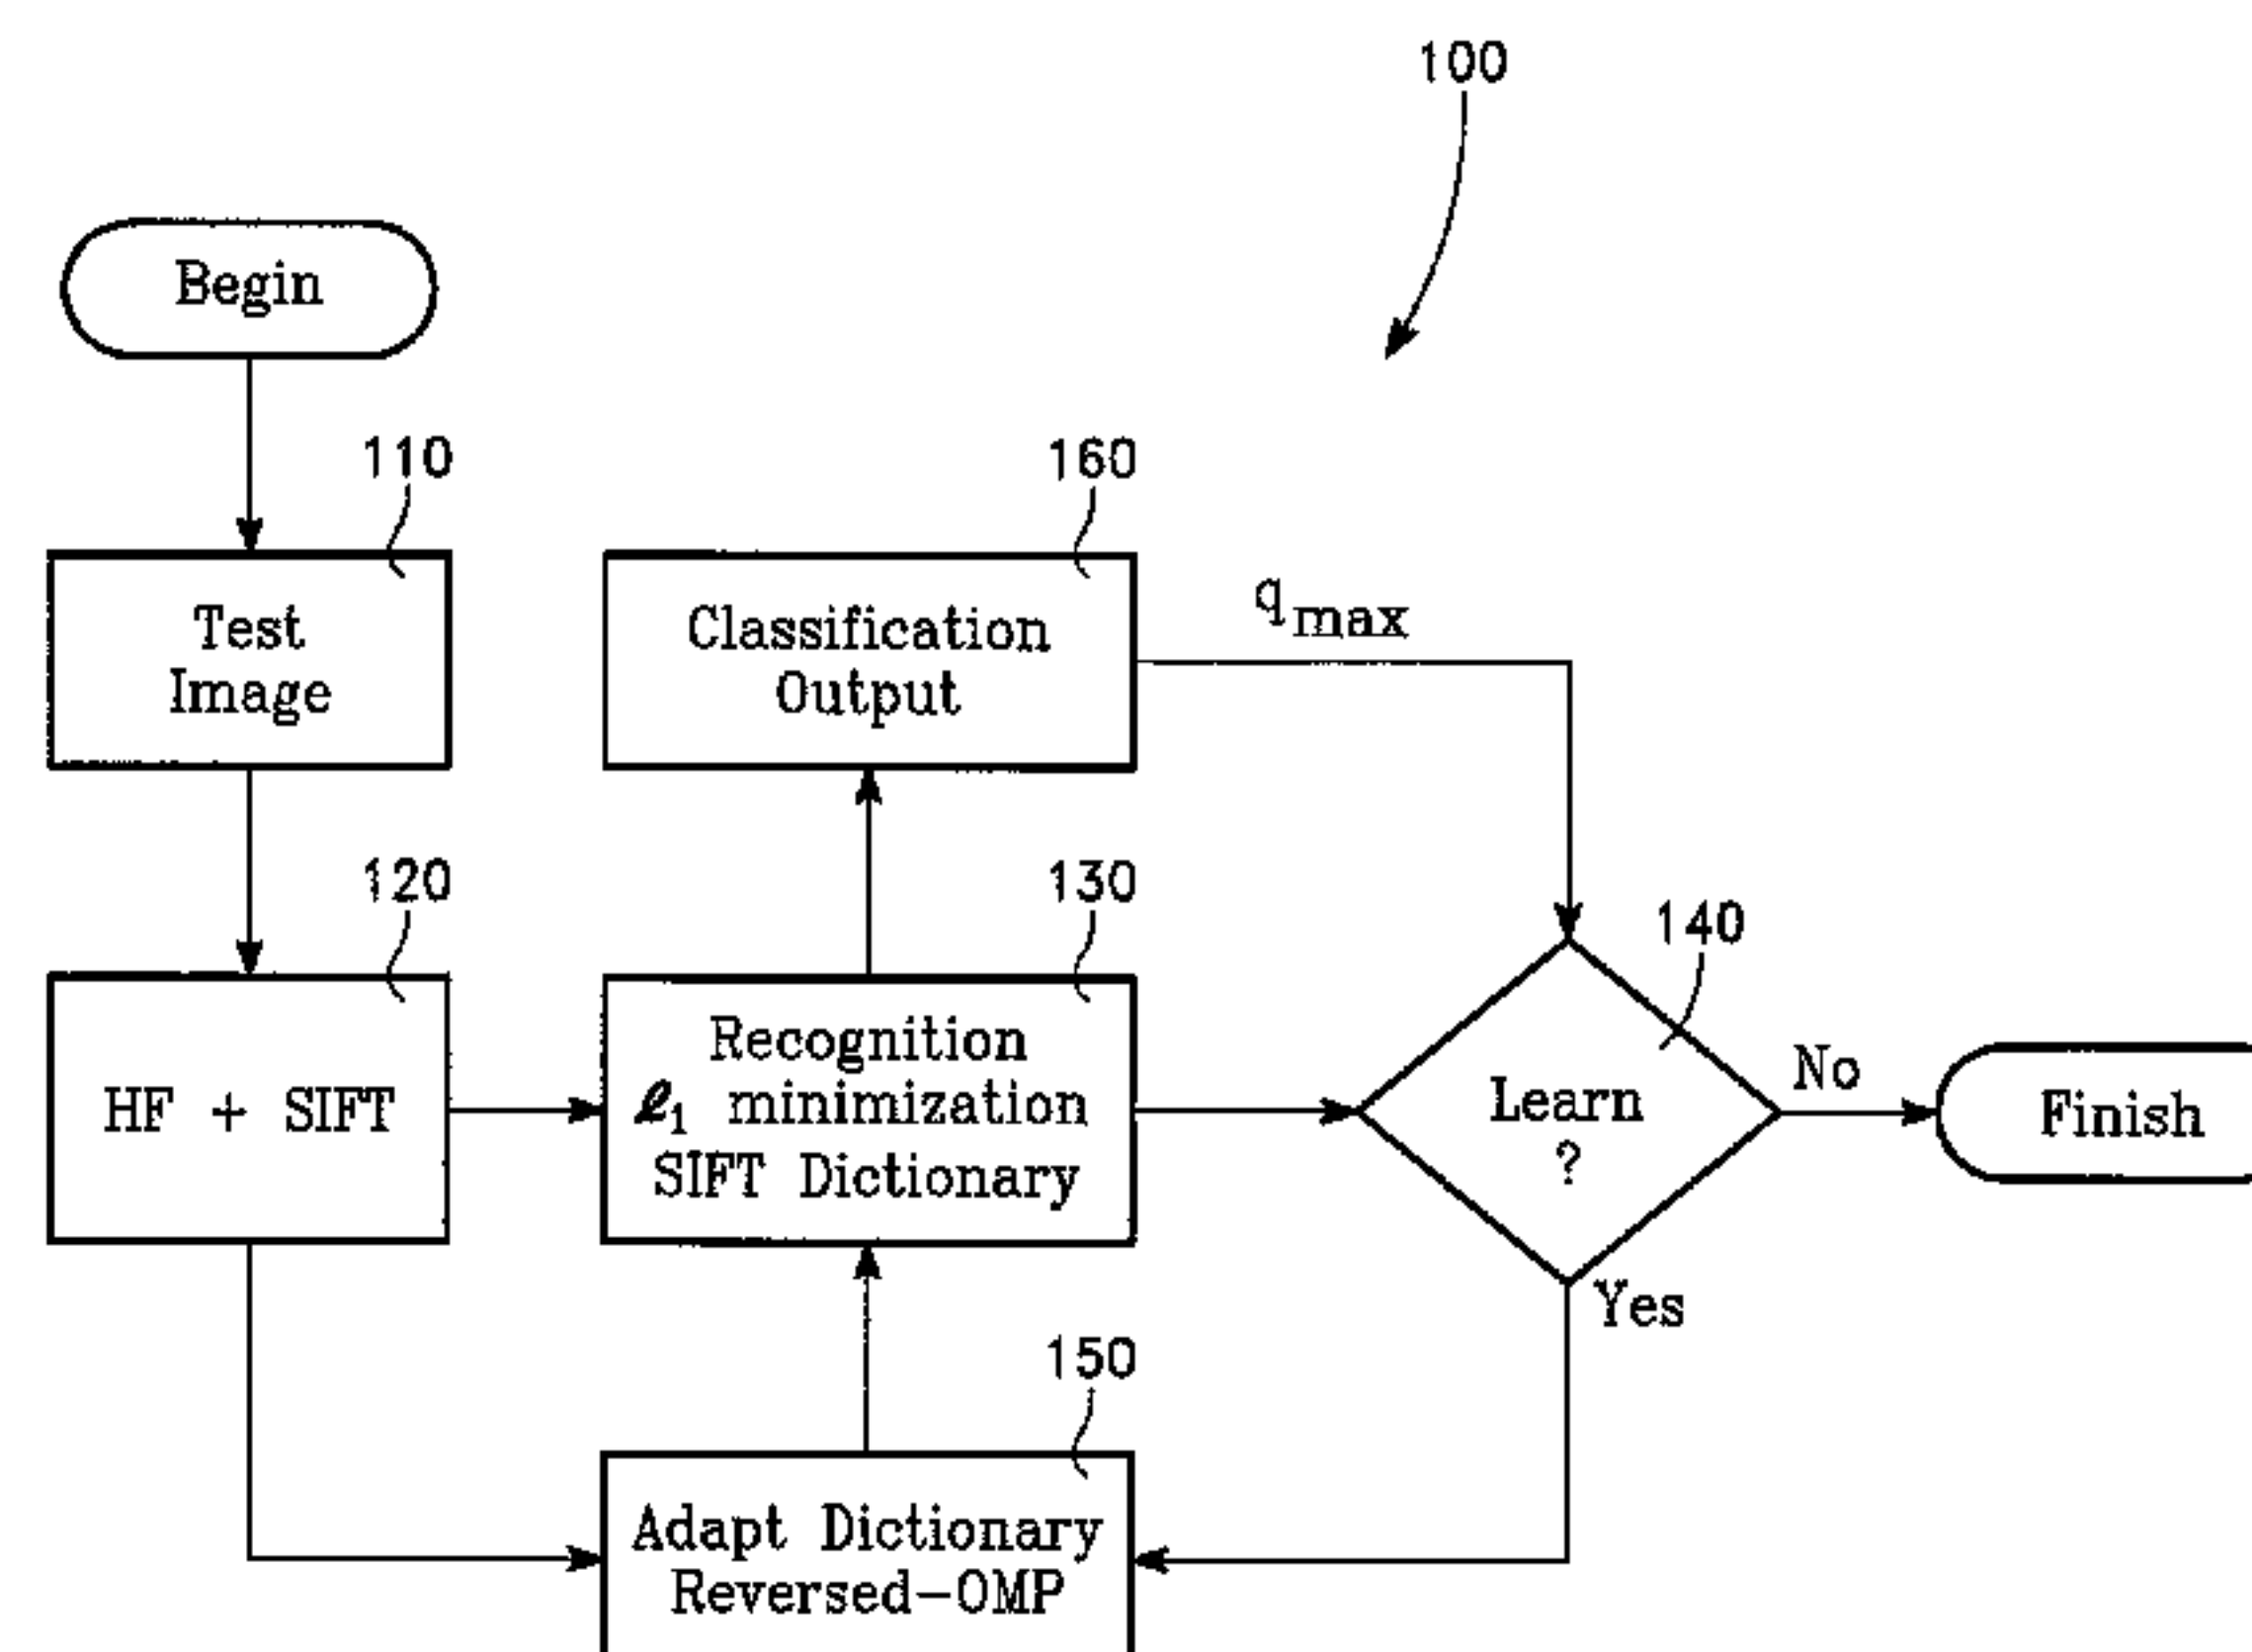 100
Begin
110
Test
Image
160
Classification
Output
qmax
120
HF + SIFT
130
Recognition
ℓ1 minimization
SIFT Dictionary
140
Learn
?
No
Finish
Yes
150
Adapt Dictionary
Reversed-OMP